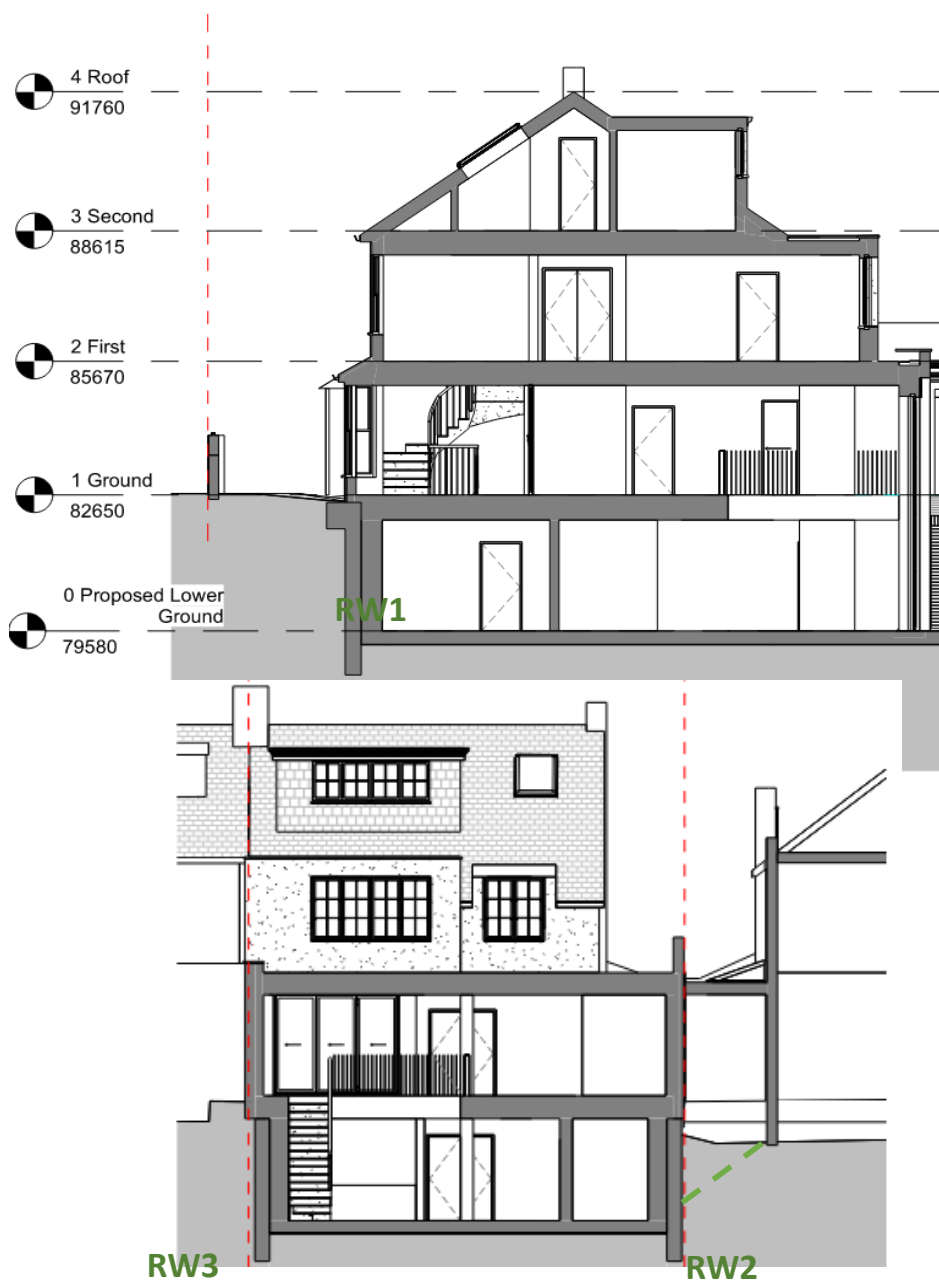 4 Roof
91760
3 Second
88615
2 First
85670
1 Ground
82650
0 Proposed Lower
Ground
79580
RW1
RW3
RW2